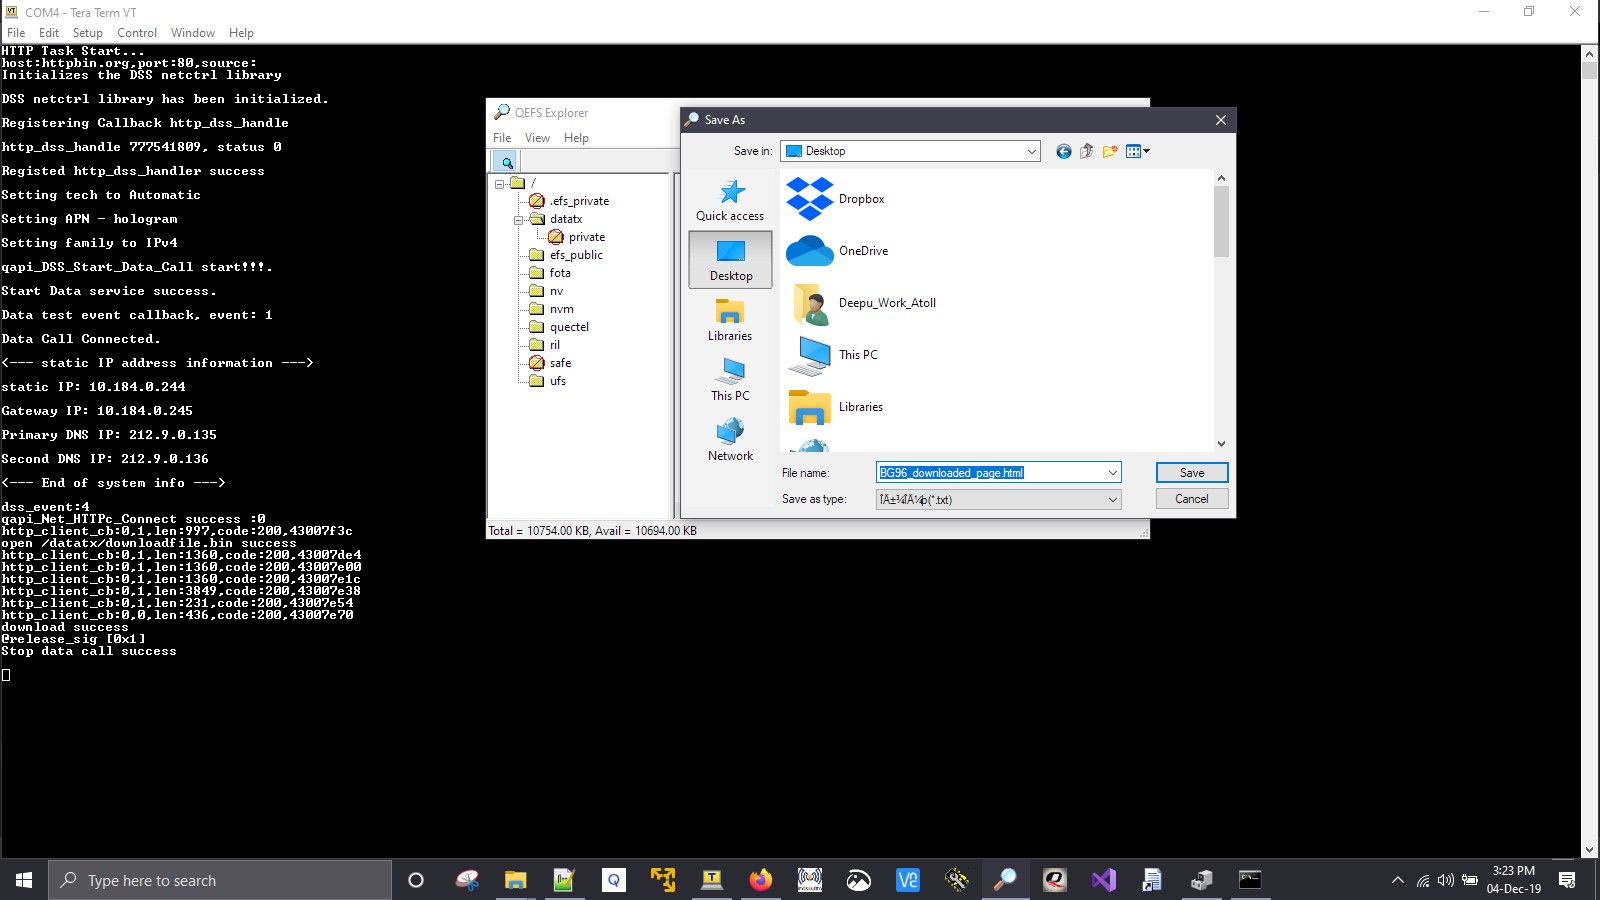 COM4 - Tera Term VT
File Edit Setup Control Window Help
HTTP Task Start...
host:httpbin.org,port:80,source:
Initializes the DSS netctrl library
DSS netctrl library has been initialized.
Registering Callback http_dss_handle
http_dss_handle 777541809, status 0
Registed http_dss_handler success
Setting tech to Automatic
Setting APN - hologram
Setting family to IPv4
qapi_DSS_Start_Data_Call start!!!.
Start Data service success.
Data test event callback, event: 1
Data Call Connected.
<--- static IP address information --->
static IP: 10.184.0.244
Gateway IP: 10.184.0.245
Primary DNS IP: 212.9.0.135
Second DNS IP: 212.9.0.136
<--- End of system info --->
dss_event:4
qapi_Net_HTTPc_Connect success :0
http_client_cb:0,1,len:997,code:200,43007f3c
open /datatx/downloadfile.bin success
http_client_cb:0,1,len:1360,code:200,43007de4
http_client_cb:0,1,len:1360,code:200,43007e00
http_client_cb:0,1,len:1360,code:200,43007e1c
http_client_cb:0,1,len:3849,code:200,43007e38
http_client_cb:0,1,len:231,code:200,43007e54
http_client_cb:0,0,len:436,code:200,43007e70
download success
@release_sig [0x1]
Stop data call success
QEFS Explorer
File View Help
/
.efs_private
datatx
private
efs_public
fota
nv
nvm
quectel
ril
safe
ufs
Total = 10754.00 KB, Avail = 10694.00 KB
Save As
Save in: Desktop
Quick access
Desktop
Libraries
This PC
Network
Dropbox
OneDrive
Deepu_Work_Atoll
This PC
Libraries
File name: BG96_downloaded_page.html Save
Save as type: ÎÄ±¾ÎÄ¼þ(*.txt) Cancel
Type here to search
3:23 PM
04-Dec-19